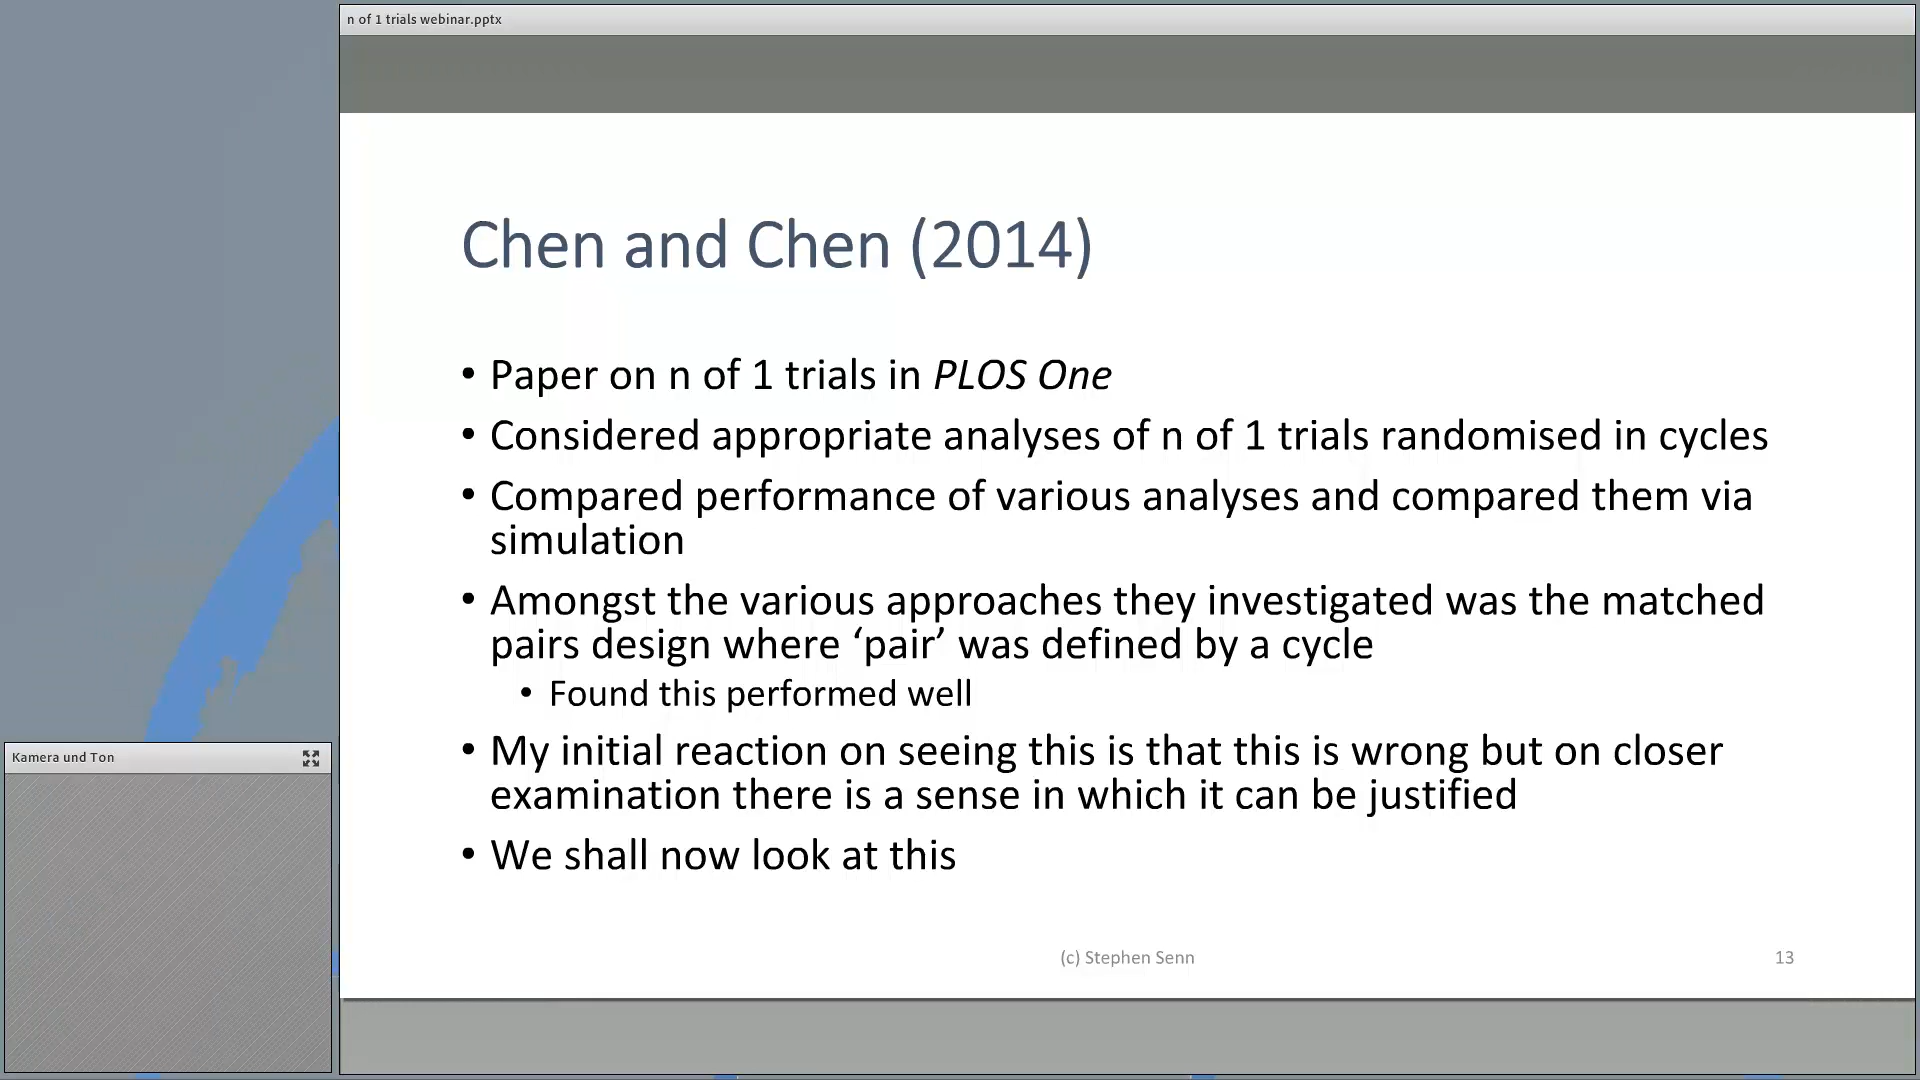 n of 1 trials webinar.pptx
Chen and Chen (2014)
• Paper on n of 1 trials in PLOS One
• Considered appropriate analyses of n of 1 trials randomised in cycles
• Compared performance of various analyses and compared them via
simulation
• Amongst the various approaches they investigated was the matched
pairs design where ‘pair’ was defined by a cycle
• Found this performed well
• My initial reaction on seeing this is that this is wrong but on closer
examination there is a sense in which it can be justified
• We shall now look at this
(c) Stephen Senn
13
Kamera und Ton